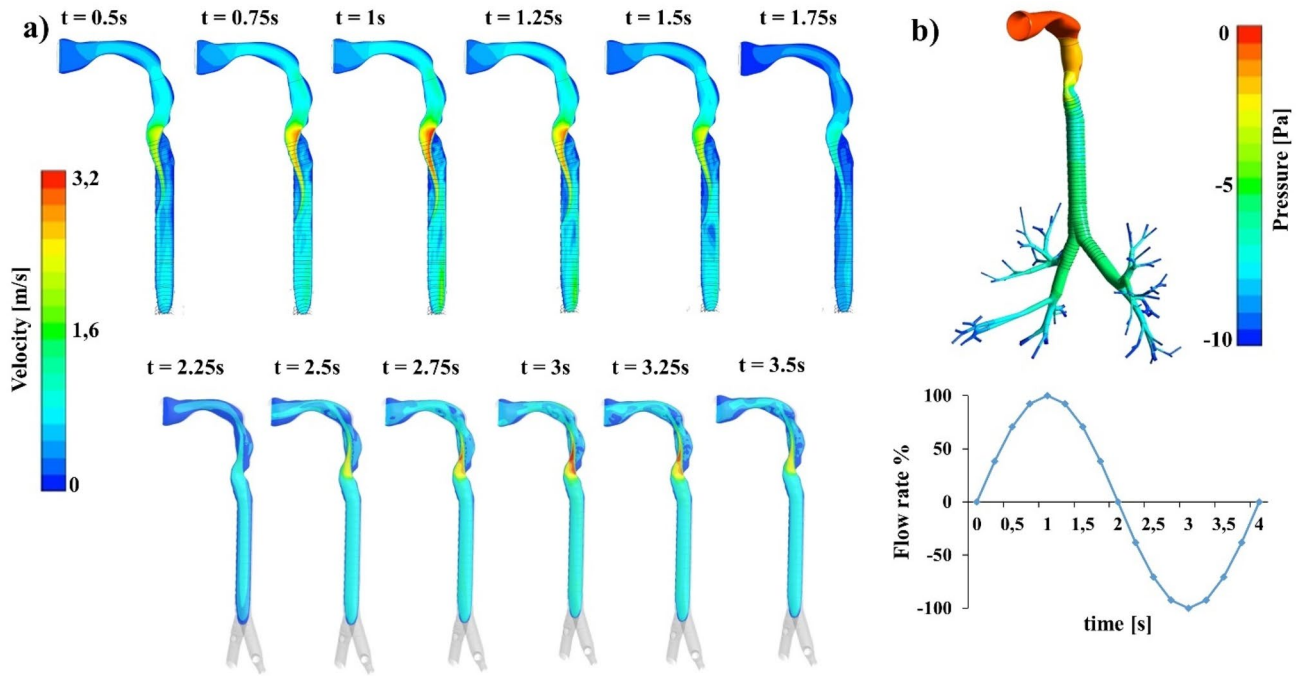 a)
t = 0.5s t = 0.75s t = 1s t = 1.25s t = 1.5s t = 1.75s
Velocity [m/s]
3,2
1,6
0
t = 2.25s t = 2.5s t = 2.75s t = 3s t = 3.25s t = 3.5s
b)
0
-5
-10
Pressure [Pa]
Flow rate %
100
50
0
-50
-100
0 0,5 1 1,5 2 2,5 3 3,5 4
time [s]